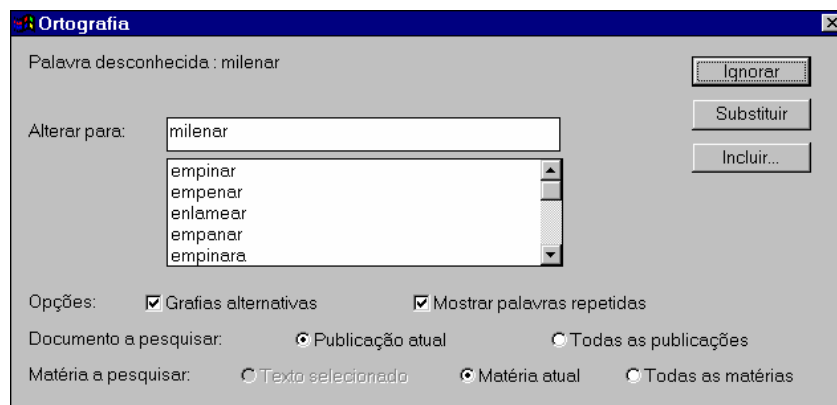 Ortografia
Palavra desconhecida : milenar
Ignorar
Substituir
Alterar para: milenar
Incluir...
empinar
empenar
enlamear
empanar
empinara
Opções: Grafias alternativas Mostrar palavras repetidas
Documento a pesquisar: Publicação atual Todas as publicações
Matéria a pesquisar: Texto selecionado Matéria atual Todas as matérias